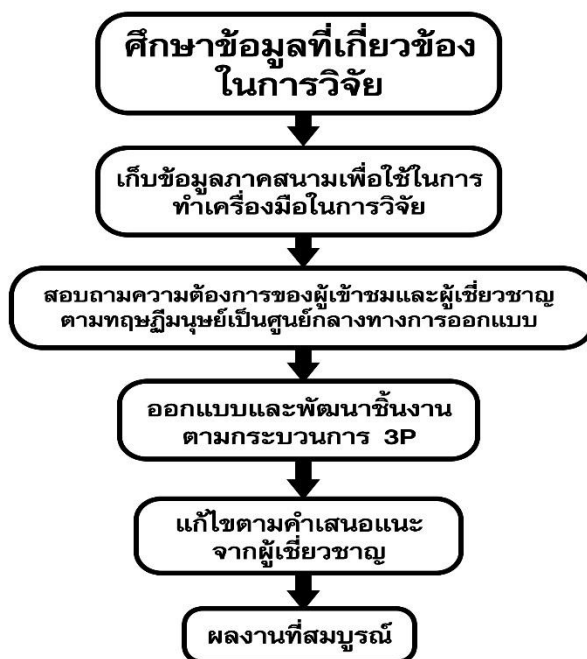 ศึกษาข้อมูลที่เกี่ยวข้อง
ในการวิจัย
เก็บข้อมูลภาคสนามเพื่อใช้ในการ
ทำเครื่องมือในการวิจัย
สอบถามความต้องการของผู้เข้าชมและผู้เชี่ยวชาญ
ตามทฤษฎีมนุษย์เป็นศูนย์กลางทางการออกแบบ
ออกแบบและพัฒนาชิ้นงาน
ตามกระบวนการ 3P
แก้ไขตามคำเสนอแนะ
จากผู้เชี่ยวชาญ
ผลงานที่สมบูรณ์